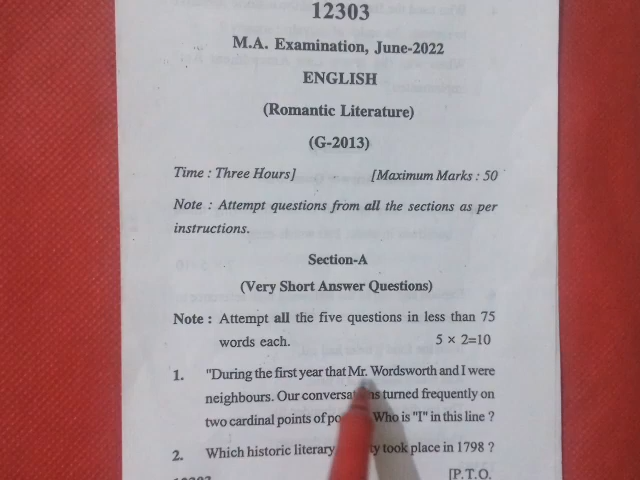 12303
M.A. Examination, June-2022
ENGLISH
(Romantic Literature)
(G-2013)
Time : Three Hours] [Maximum Marks : 50
Note : Attempt questions from all the sections as per
instructions.
Section-A
(Very Short Answer Questions)
Note : Attempt all the five questions in less than 75
words each. 5 × 2=10
1. "During the first year that Mr. Wordsworth and I were
neighbours. Our conversations turned frequently on
two cardinal points of Who is "I" in this line ?
2. Which historic literary took place in 1798 ?
[P.T.O.